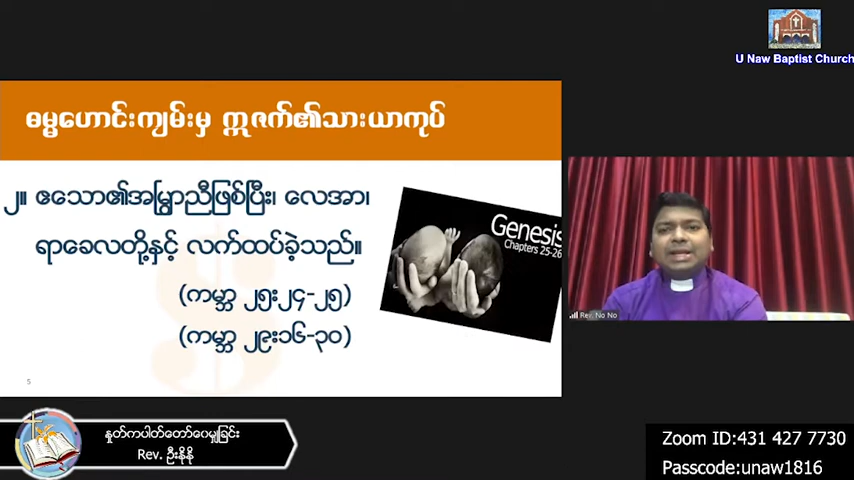 U Naw Baptist Church
ဓမ္မဟောင်းကျမ်းမှ ဣဇက်၏သားယာကုပ်
၂။ ဧသော၏အမြွှာညီဖြစ်ပြီး၊ လေအာ၊
ရာခေလတို့နှင့် လက်ထပ်ခဲ့သည်။
(ကမ္ဘာ ၂၅း၂၄-၂၅)
(ကမ္ဘာ ၂၉း၁၆-၃၀)
Genesis
Chapters 25-26
5
Rev. No No
နှုတ်ကပါတ်တော်ဝေမျှခြင်း
Rev. ဦးနိုနို
Zoom ID:431 427 7730
Passcode:unaw1816